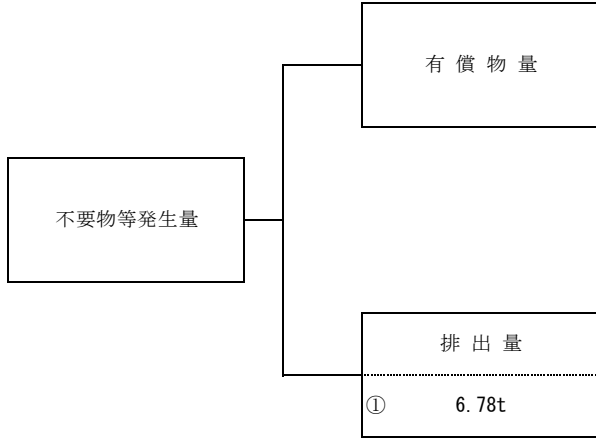 有 償 物 量
不要物等発生量
排 出 量
① 6.78t